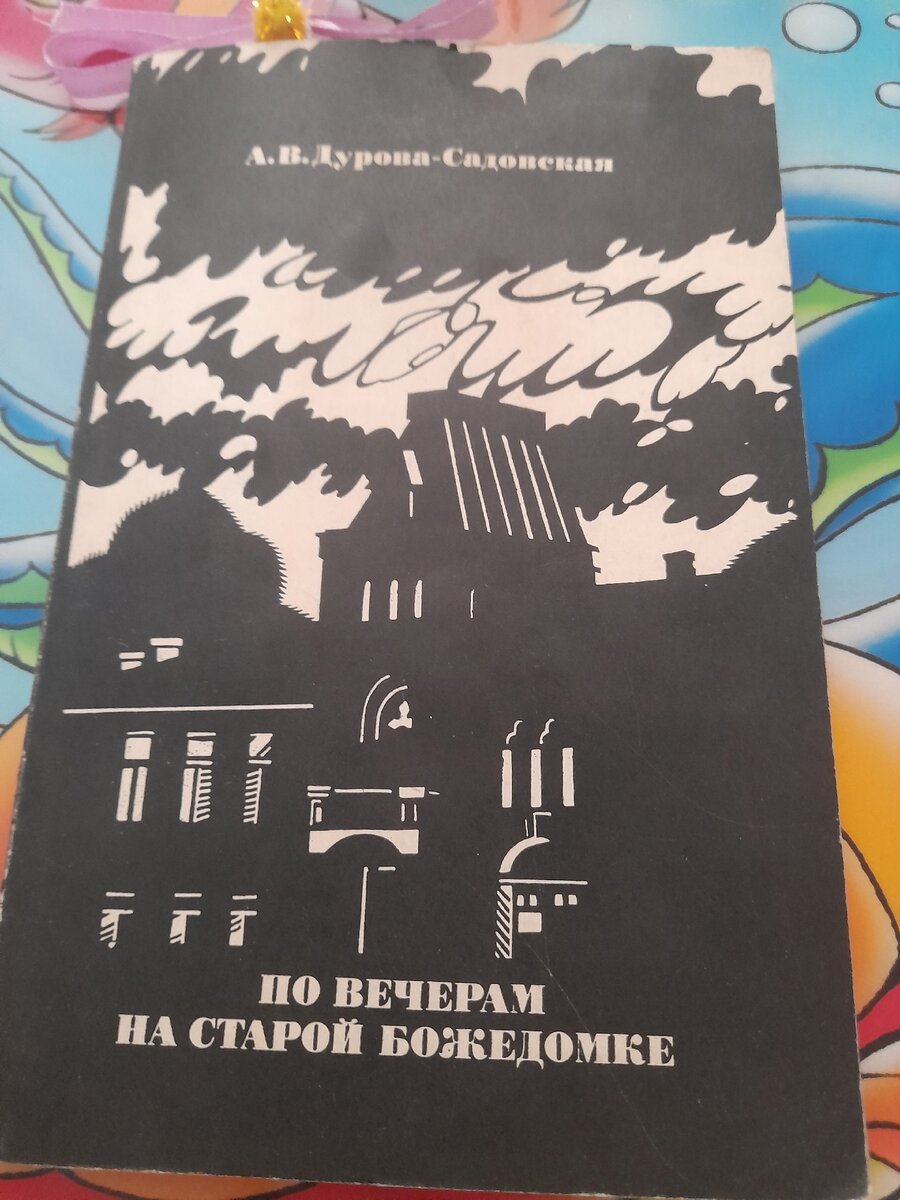 А.В.Дурова-Садовская
ПО ВЕЧЕРАМ
НА СТАРОЙ БОЖЕДОМКЕ